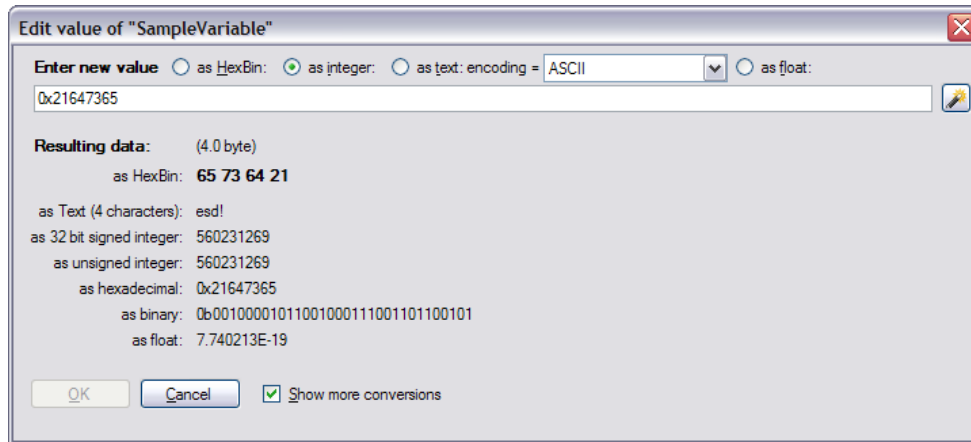 Edit value of "SampleVariable"
Enter new value as HexBin: as integer: as text: encoding = ASCII as float:
0x21647365
Resulting data: (4.0 byte)
as HexBin: 65 73 64 21
as Text (4 characters): esd!
as 32 bit signed integer: 560231269
as unsigned integer: 560231269
as hexadecimal: 0x21647365
as binary: 0b00100001011001000111001101100101
as float: 7.740213E-19
OK Cancel Show more conversions